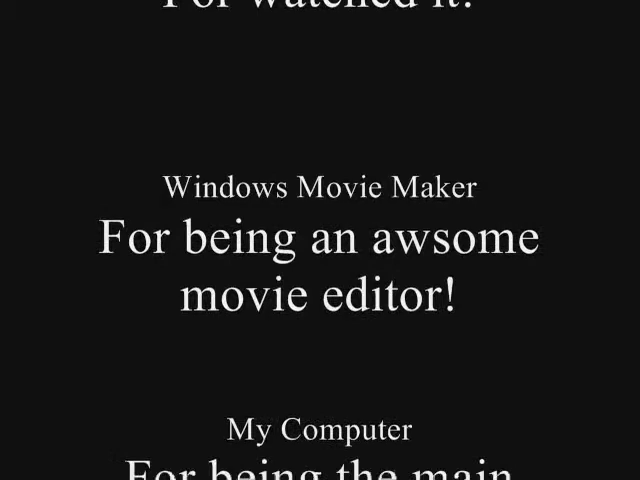 For watched it!
Windows Movie Maker
For being an awsome
movie editor!
My Computer
For being the main